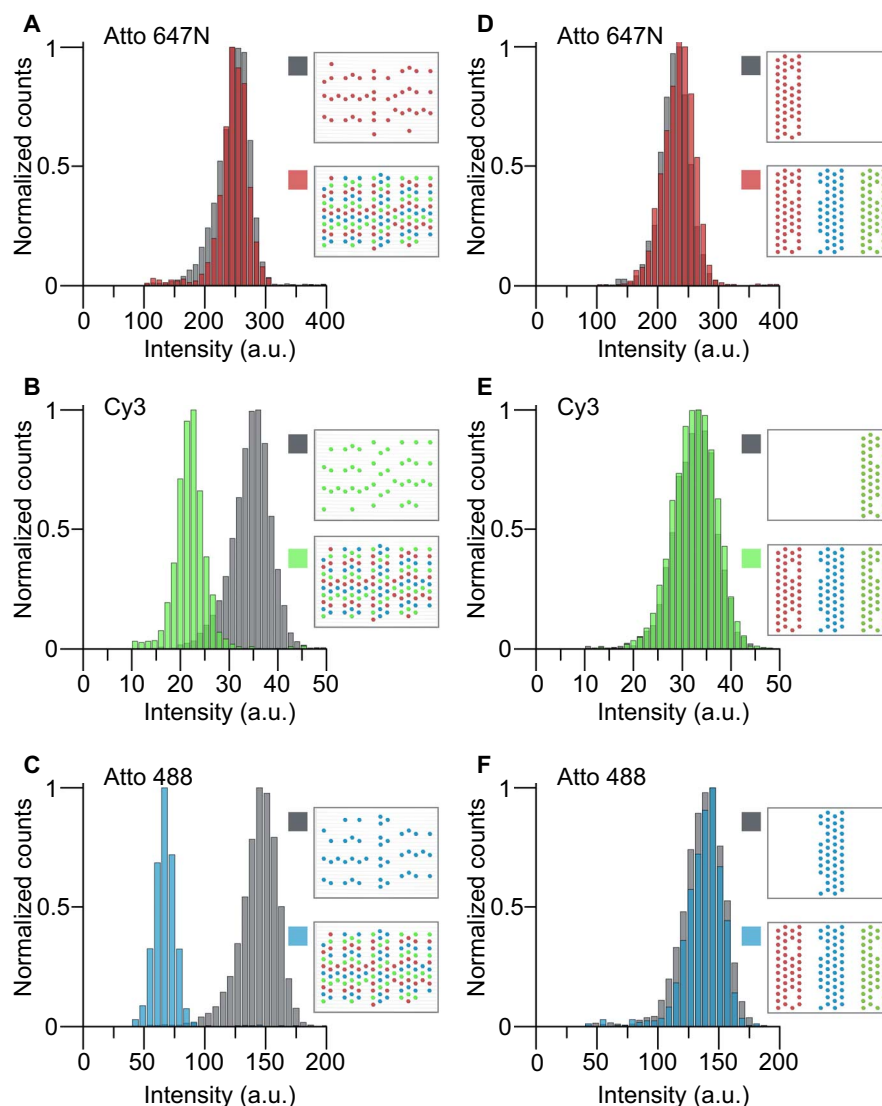 A
Atto 647N
1
0.5
0
Normalized counts
0 100 200 300 400
Intensity (a.u.)
D
Atto 647N
1
0.5
0
Normalized counts
0 100 200 300 400
Intensity (a.u.)
B
Cy3
1
0.5
0
Normalized counts
0 10 20 30 40 50
Intensity (a.u.)
E
Cy3
1
0.5
0
Normalized counts
0 10 20 30 40 50
Intensity (a.u.)
C
Atto 488
1
0.5
0
Normalized counts
0 50 100 150 200
Intensity (a.u.)
F
Atto 488
1
0.5
0
Normalized counts
0 50 100 150 200
Intensity (a.u.)